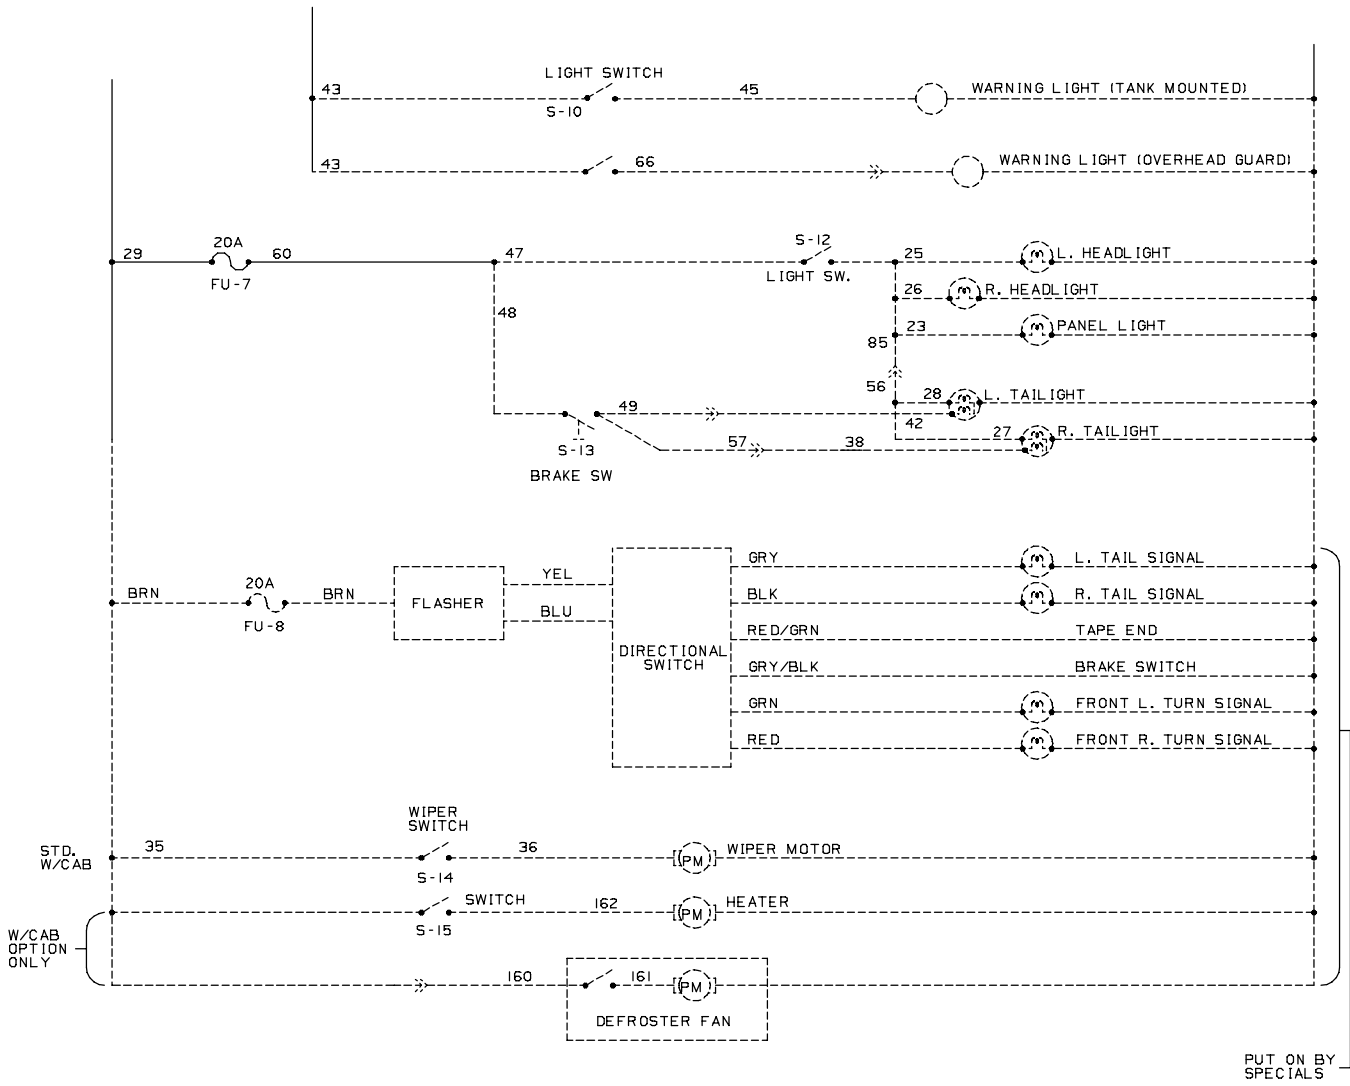 LIGHT SWITCH
43
45
WARNING LIGHT (TANK MOUNTED)
S-10
43
66
WARNING LIGHT (OVERHEAD GUARD)
29
20A
60
FU-7
47
S-12
LIGHT SW.
25
L. HEADLIGHT
26
R. HEADLIGHT
48
23
PANEL LIGHT
85
56
28
L. TAILIGHT
49
42
27
R. TAILIGHT
57
38
S-13
BRAKE SW
BRN
20A
FU-8
BRN
FLASHER
YEL
BLU
DIRECTIONAL
SWITCH
GRY
L. TAIL SIGNAL
BLK
R. TAIL SIGNAL
RED/GRN
TAPE END
GRY/BLK
BRAKE SWITCH
GRN
FRONT L. TURN SIGNAL
RED
FRONT R. TURN SIGNAL
WIPER
SWITCH
STD.
W/CAB
35
36
PM
WIPER MOTOR
S-14
SWITCH
162
PM
HEATER
S-15
W/CAB
OPTION
ONLY
160
161
PM
DEFROSTER FAN
PUT ON BY
SPECIALS